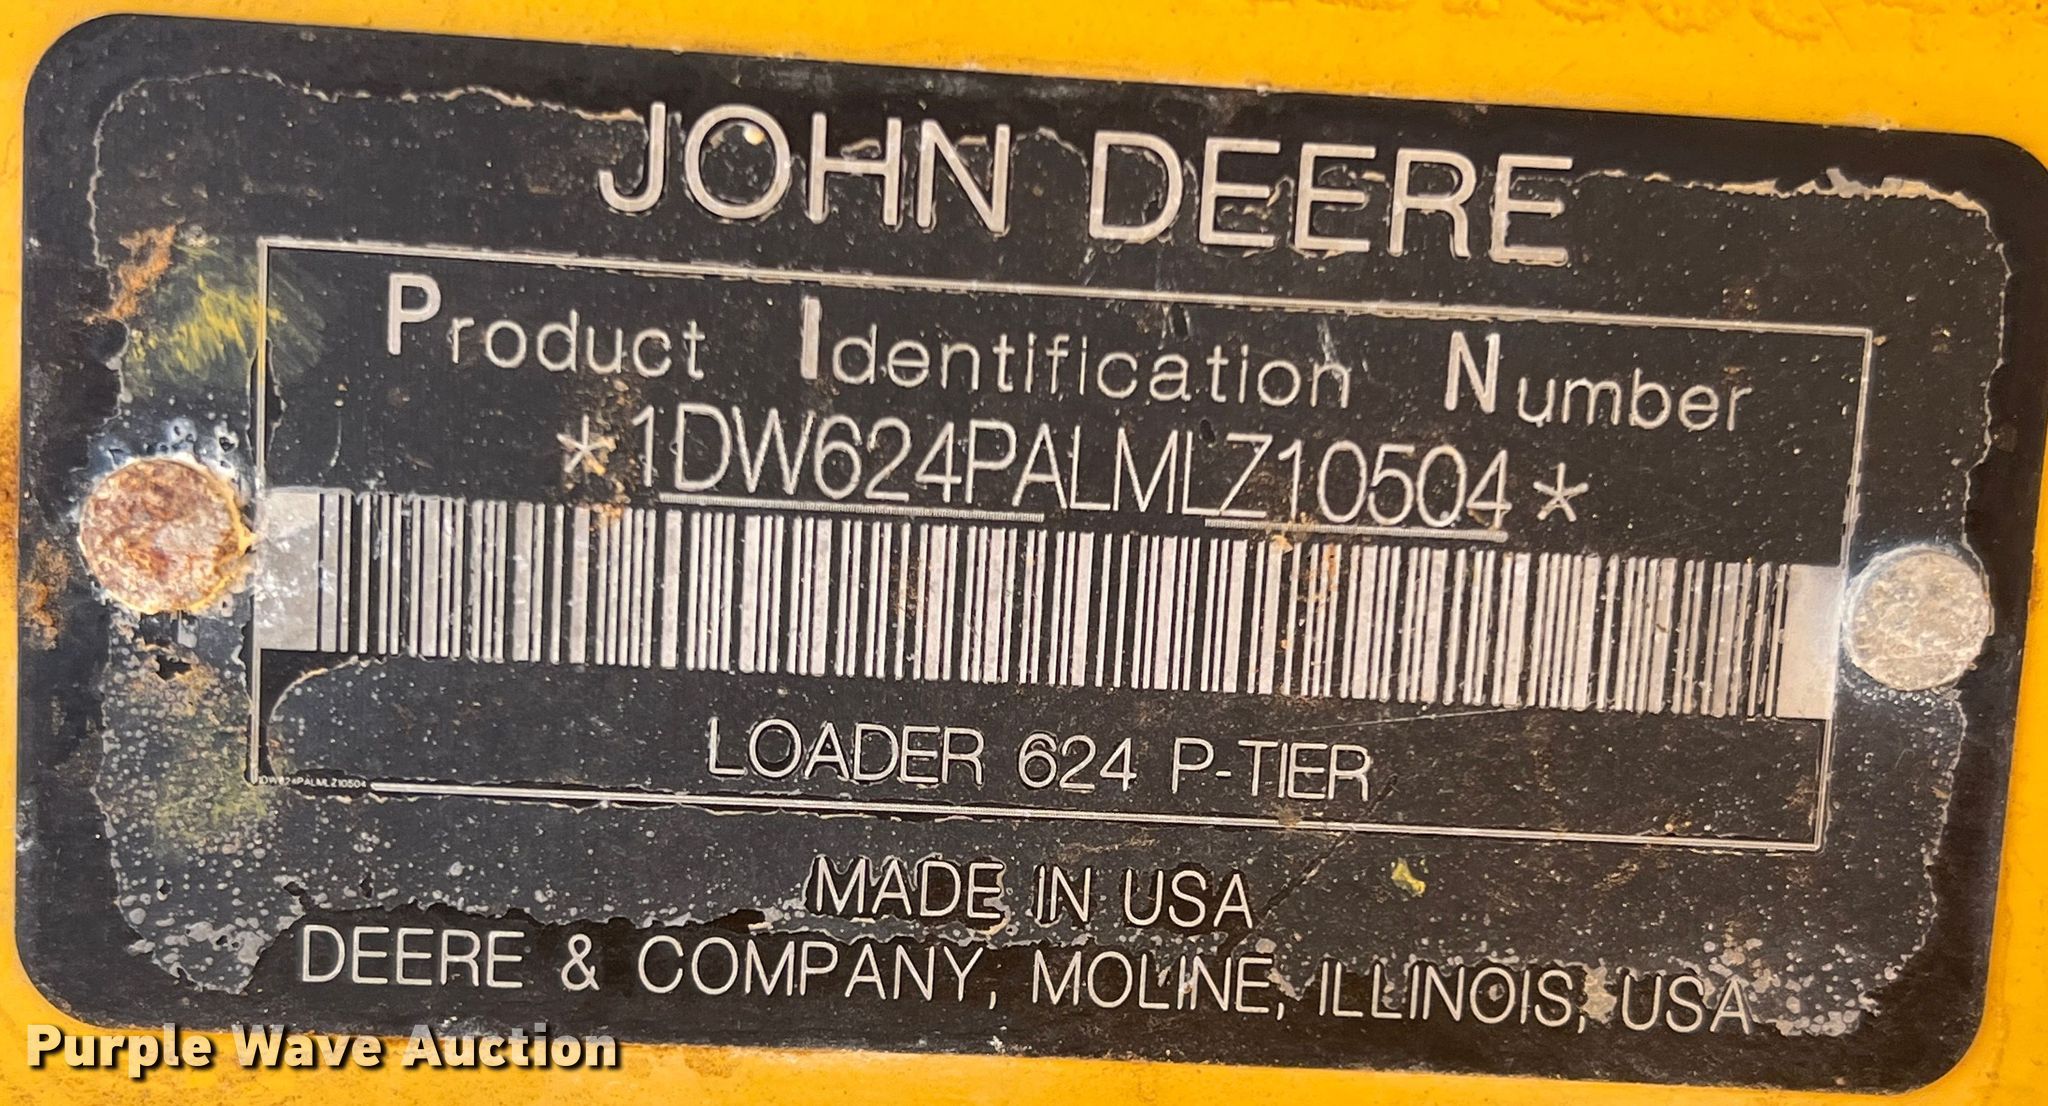 JOHN DEERE
Product Identification Number
*1DW624PALMLZ10504*
LOADER 624 P-TIER
1DW624PALMLZ10504
MADE IN USA
DEERE & COMPANY, MOLINE, ILLINOIS, USA
Purple Wave Auction